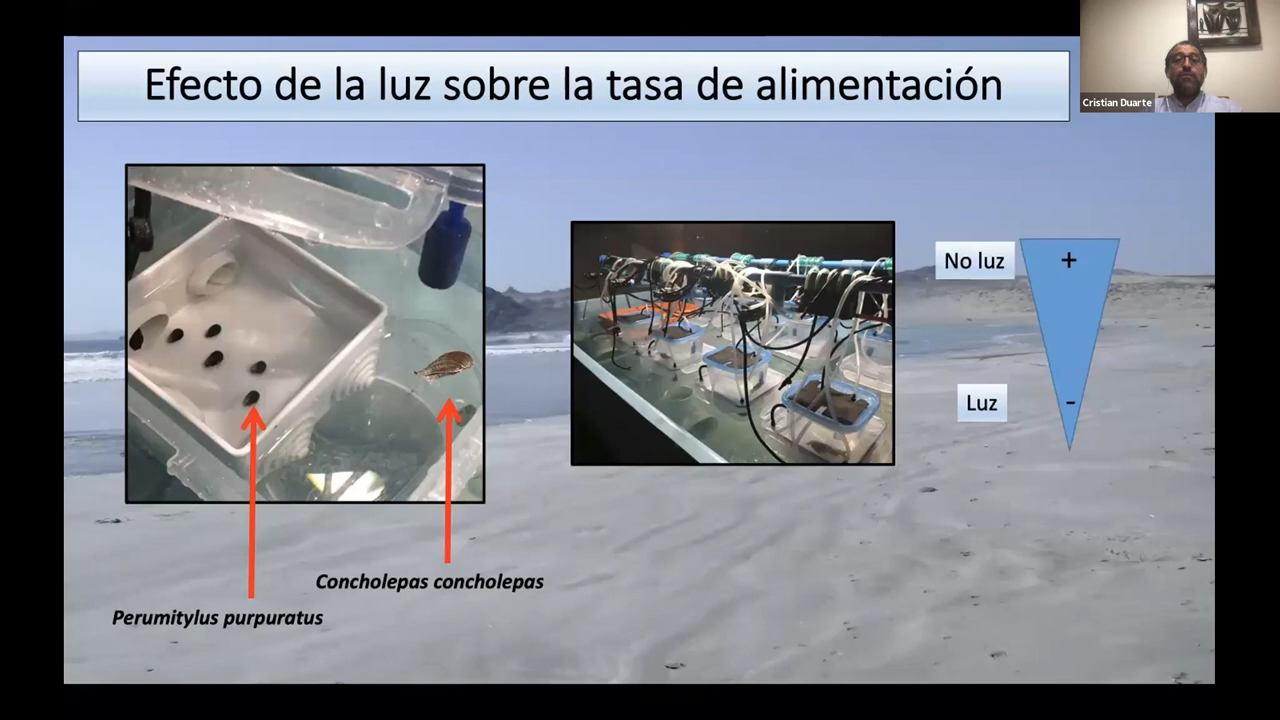 Efecto de la luz sobre la tasa de alimentación
Cristian Duarte
No luz
+
Luz
-
Concholepas concholepas
Perumitylus purpuratus